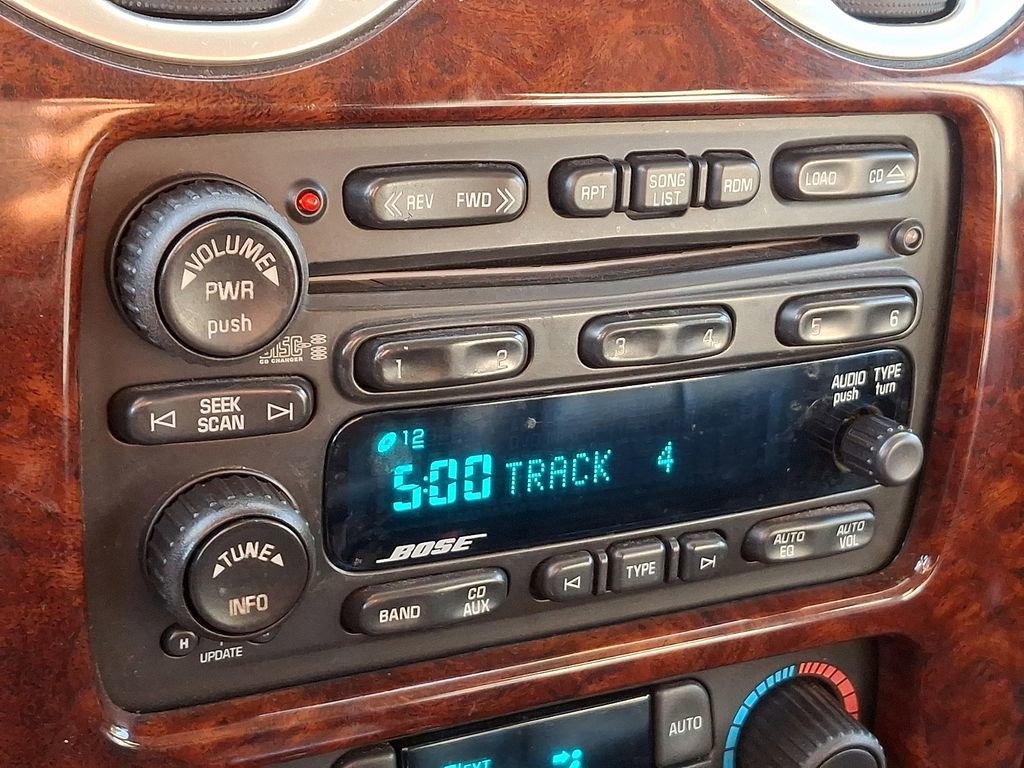 REV FWD
RPT
SONG
LIST
RDM
LOAD CD
VOLUME
PWR
push
DISC
CD CHANGER
1 2
3 4
5 6
SEEK
SCAN
AUDIO TYPE
push turn
12
5:00 TRACK 4
BOSE
TUNE
INFO
BAND
CD
AUX
TYPE
AUTO
EQ
AUTO
VOL
H
UPDATE
AUTO
EXT